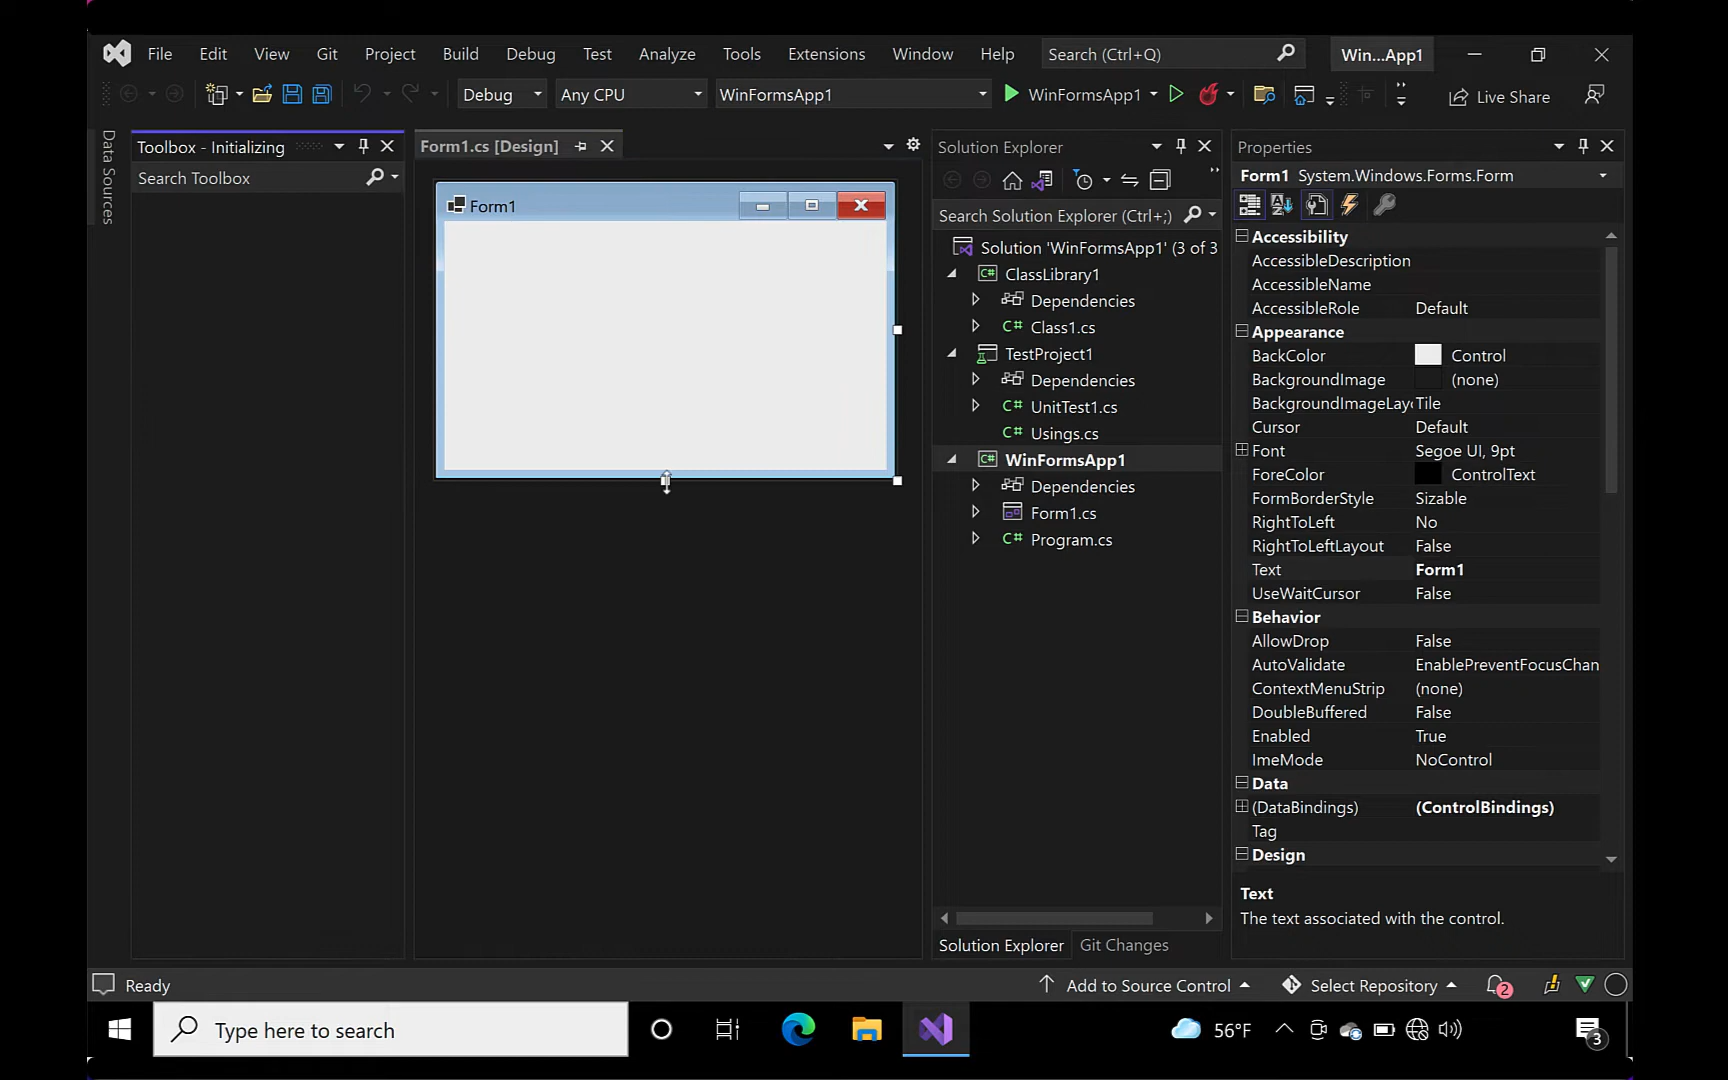 File Edit View Git Project Build Debug Test Analyze Tools Extensions Window Help Search (Ctrl+Q) Win...App1
Debug Any CPU WinFormsApp1 WinFormsApp1 Live Share
Data Sources
Toolbox - Initializing
Search Toolbox
Form1.cs [Design]
Form1
Solution Explorer
Search Solution Explorer (Ctrl+;)
Solution 'WinFormsApp1' (3 of 3
C# ClassLibrary1
Dependencies
C# Class1.cs
TestProject1
Dependencies
C# UnitTest1.cs
C# Usings.cs
C# WinFormsApp1
Dependencies
Form1.cs
C# Program.cs
Solution Explorer Git Changes
Properties
Form1 System.Windows.Forms.Form
Accessibility
AccessibleDescription
AccessibleName
AccessibleRole Default
Appearance
BackColor Control
BackgroundImage (none)
BackgroundImageLay Tile
Cursor Default
Font Segoe UI, 9pt
ForeColor ControlText
FormBorderStyle Sizable
RightToLeft No
RightToLeftLayout False
Text Form1
UseWaitCursor False
Behavior
AllowDrop False
AutoValidate EnablePreventFocusChan
ContextMenuStrip (none)
DoubleBuffered False
Enabled True
ImeMode NoControl
Data
(DataBindings) (ControlBindings)
Tag
Design
Text
The text associated with the control.
Ready Add to Source Control Select Repository 2
Type here to search 56°F 3